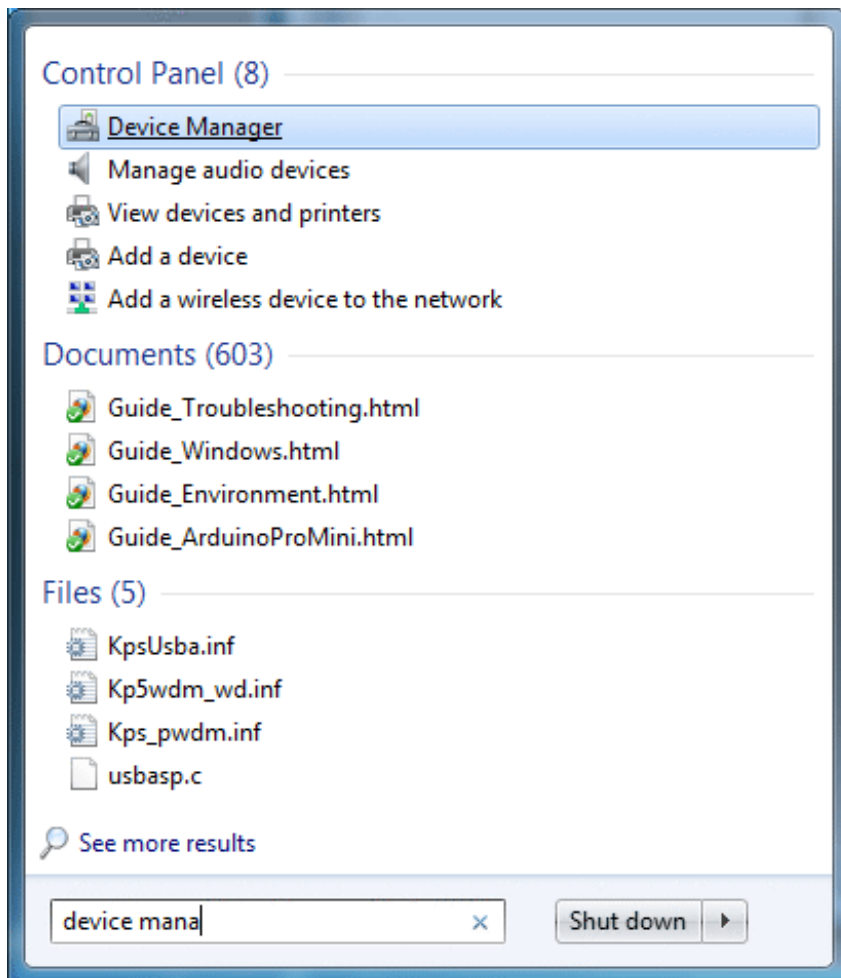 Control Panel (8)
Device Manager
Manage audio devices
View devices and printers
Add a device
Add a wireless device to the network
Documents (603)
Guide_Troubleshooting.html
Guide_Windows.html
Guide_Environment.html
Guide_ArduinoProMini.html
Files (5)
KpsUsba.inf
Kp5wdm_wd.inf
Kps_pwdm.inf
usbasp.c
See more results
device mana
Shut down